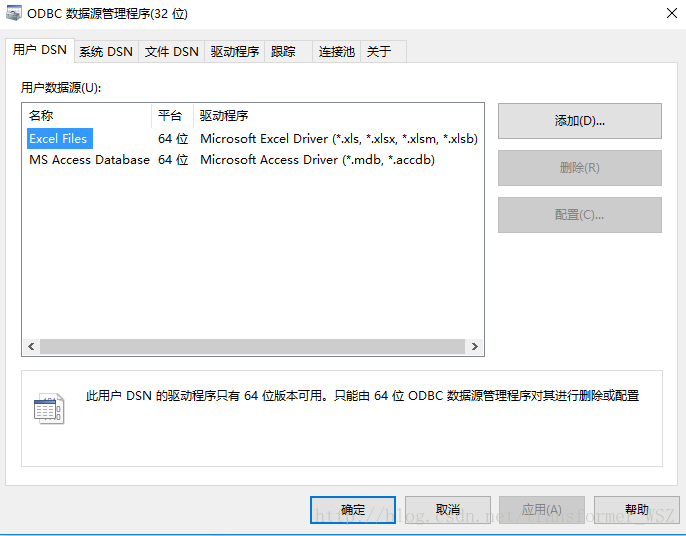 ODBC 数据源管理程序(32 位)
用户 DSN 系统 DSN 文件 DSN 驱动程序 跟踪 连接池 关于
用户数据源(U):
名称 平台 驱动程序
Excel Files 64 位 Microsoft Excel Driver (*.xls, *.xlsx, *.xlsm, *.xlsb)
MS Access Database 64 位 Microsoft Access Driver (*.mdb, *.accdb)
添加(D)...
删除(R)
配置(C)...
此用户 DSN 的驱动程序只有 64 位版本可用。只能由 64 位 ODBC 数据源管理程序对其进行删除或配置
确定 取消 应用(A) 帮助
http://blog.csdn.net/Transformer_WSZ